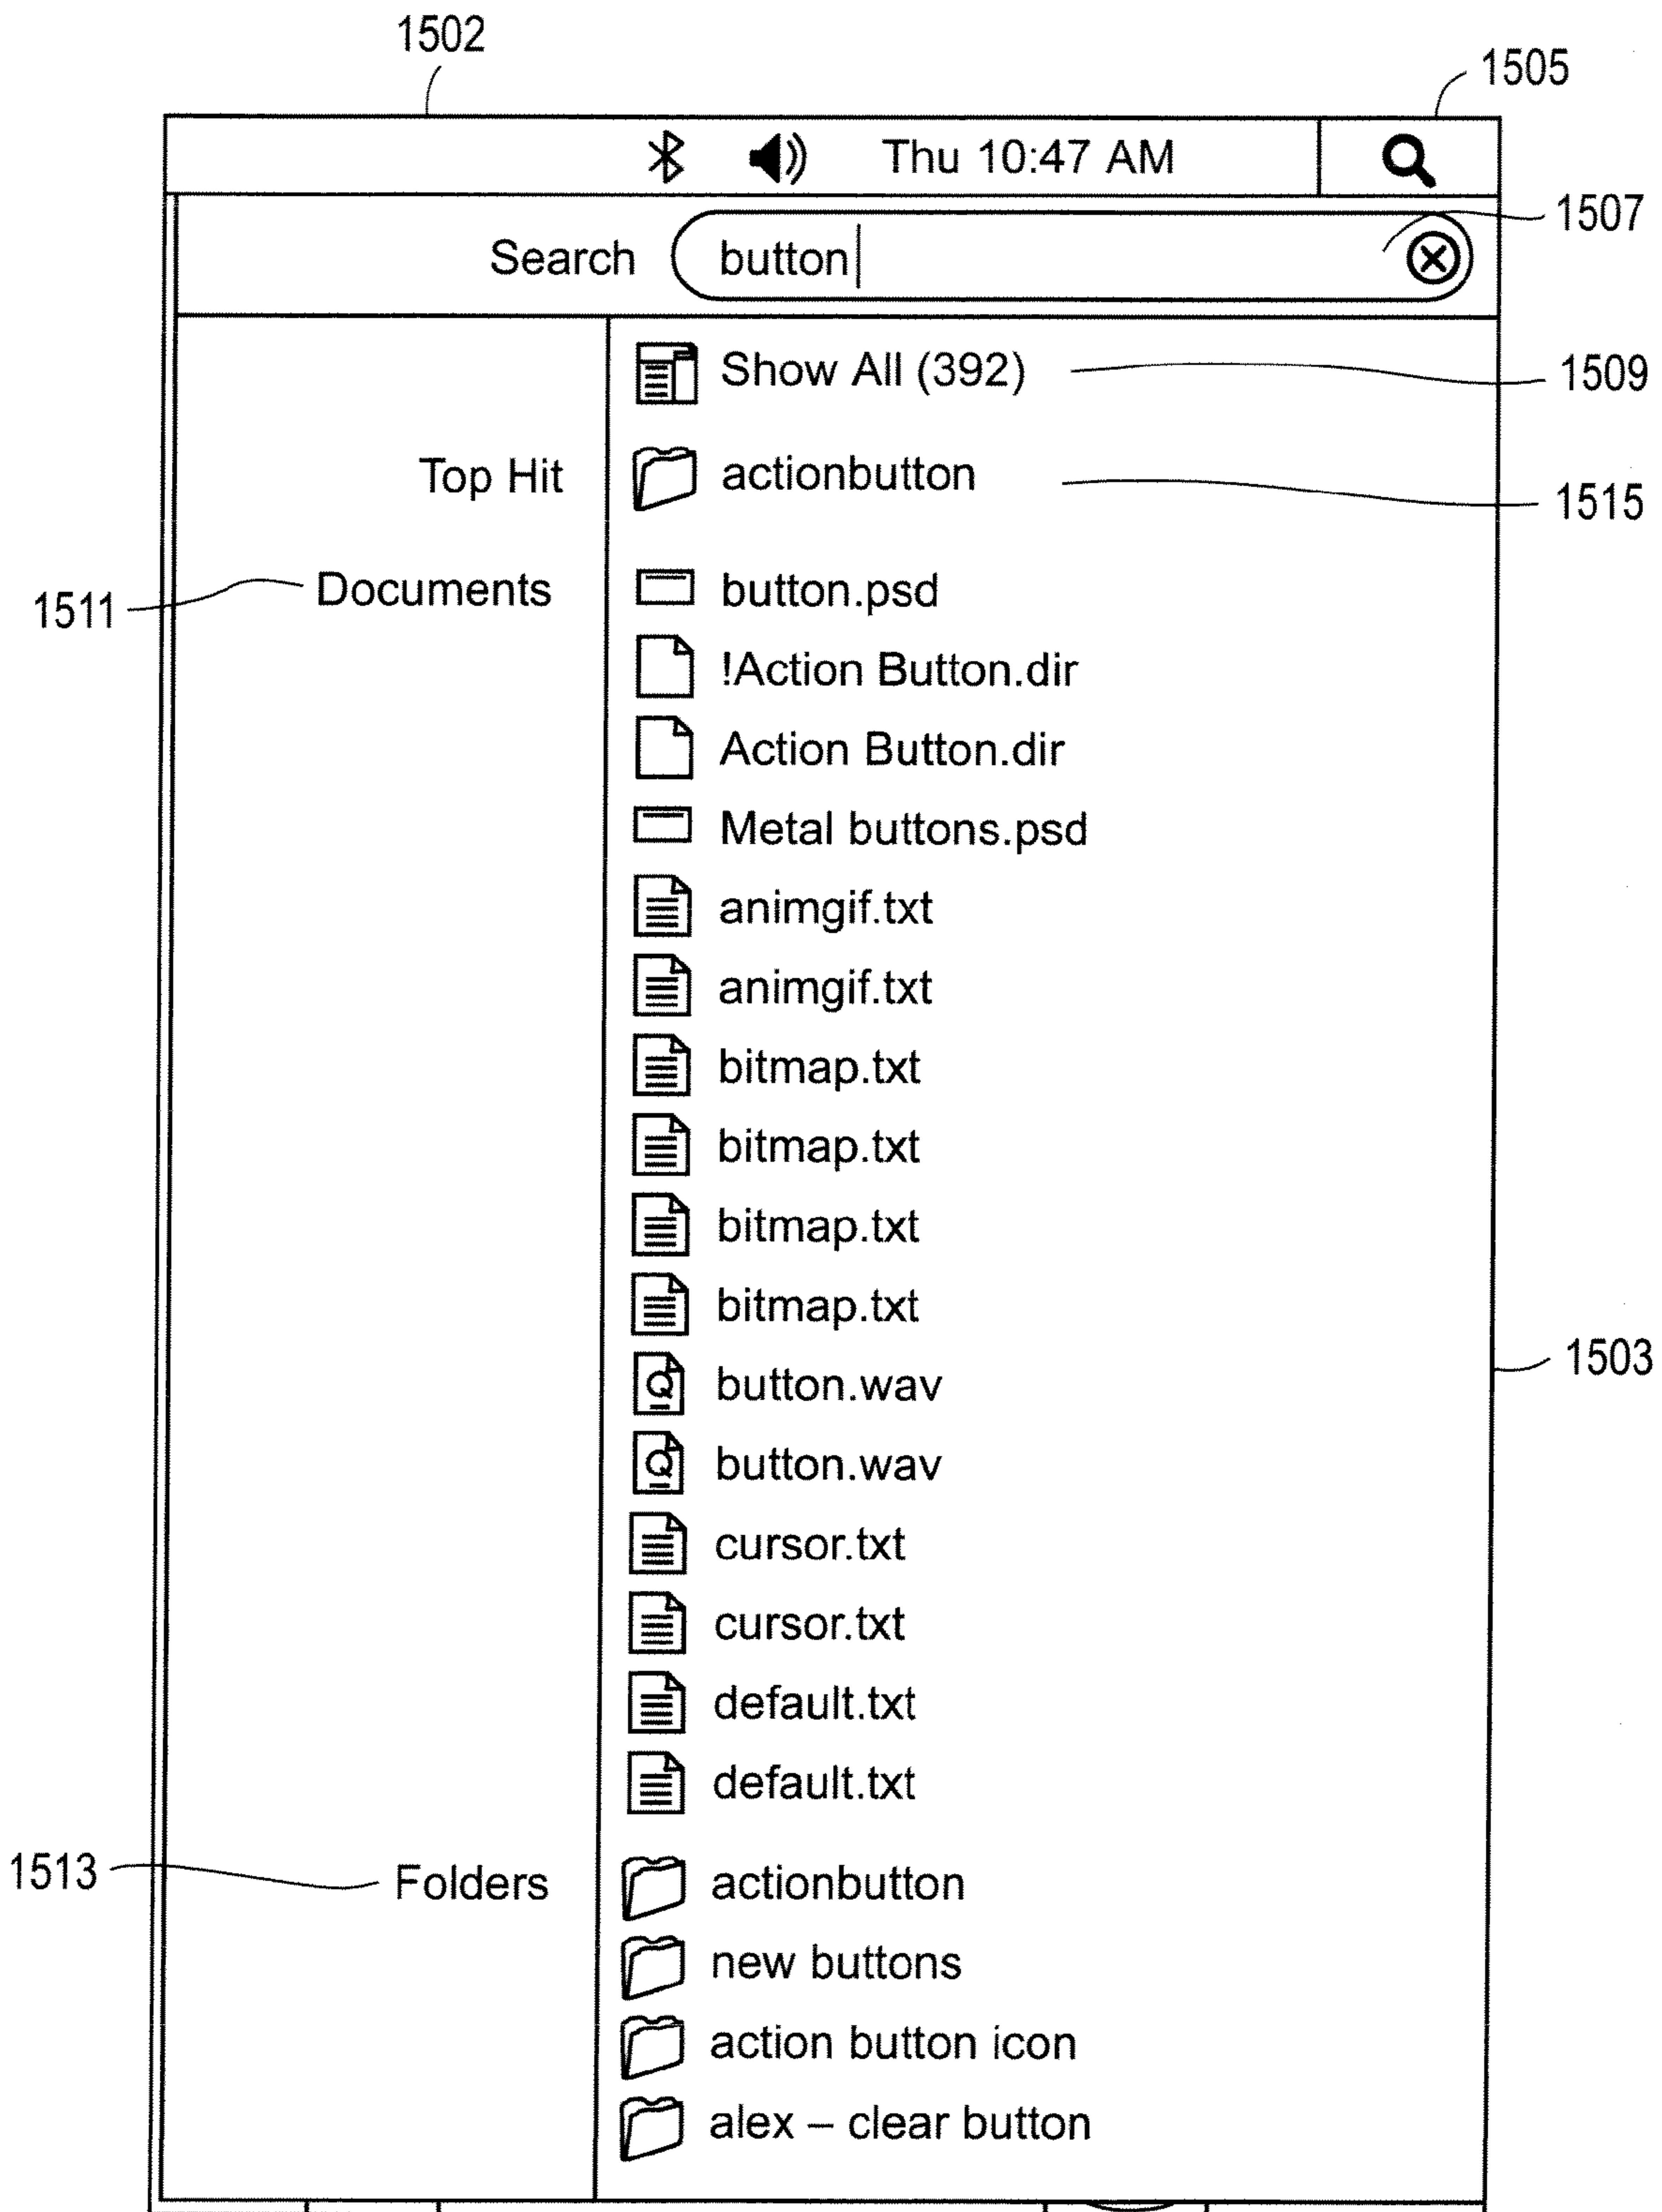 1502
1505
Thu 10:47 AM
1507
Search button
Show All (392) 1509
Top Hit actionbutton 1515
1511 Documents button.psd
!Action Button.dir
Action Button.dir
Metal buttons.psd
animgif.txt
animgif.txt
bitmap.txt
bitmap.txt
bitmap.txt
bitmap.txt
1503
button.wav
button.wav
cursor.txt
cursor.txt
default.txt
default.txt
1513 Folders actionbutton
new buttons
action button icon
alex – clear button